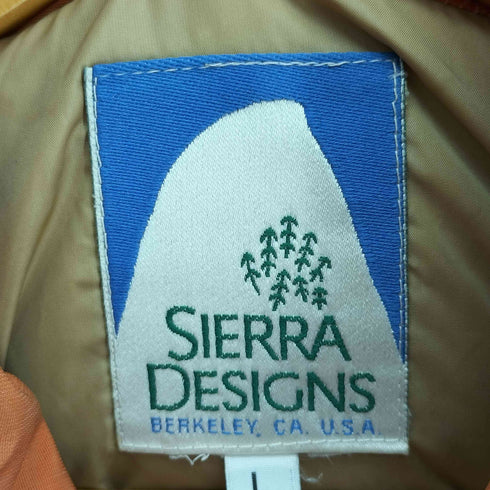 SIERRA
DESIGNS
BERKELEY, CA. U.S.A.
L